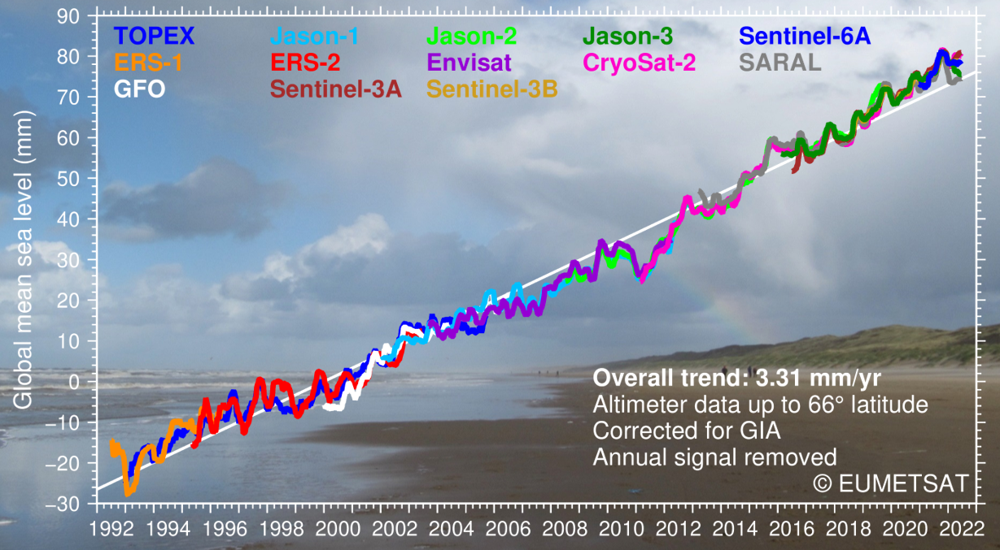 90
80
70
60
50
40
30
20
10
0
−10
−20
−30
Global mean sea level (mm)
TOPEX Jason-1 Jason-2 Jason-3 Sentinel-6A
ERS-1 ERS-2 Envisat CryoSat-2 SARAL
GFO Sentinel-3A Sentinel-3B
Overall trend: 3.31 mm/yr
Altimeter data up to 66° latitude
Corrected for GIA
Annual signal removed
© EUMETSAT
1992 1994 1996 1998 2000 2002 2004 2006 2008 2010 2012 2014 2016 2018 2020 2022